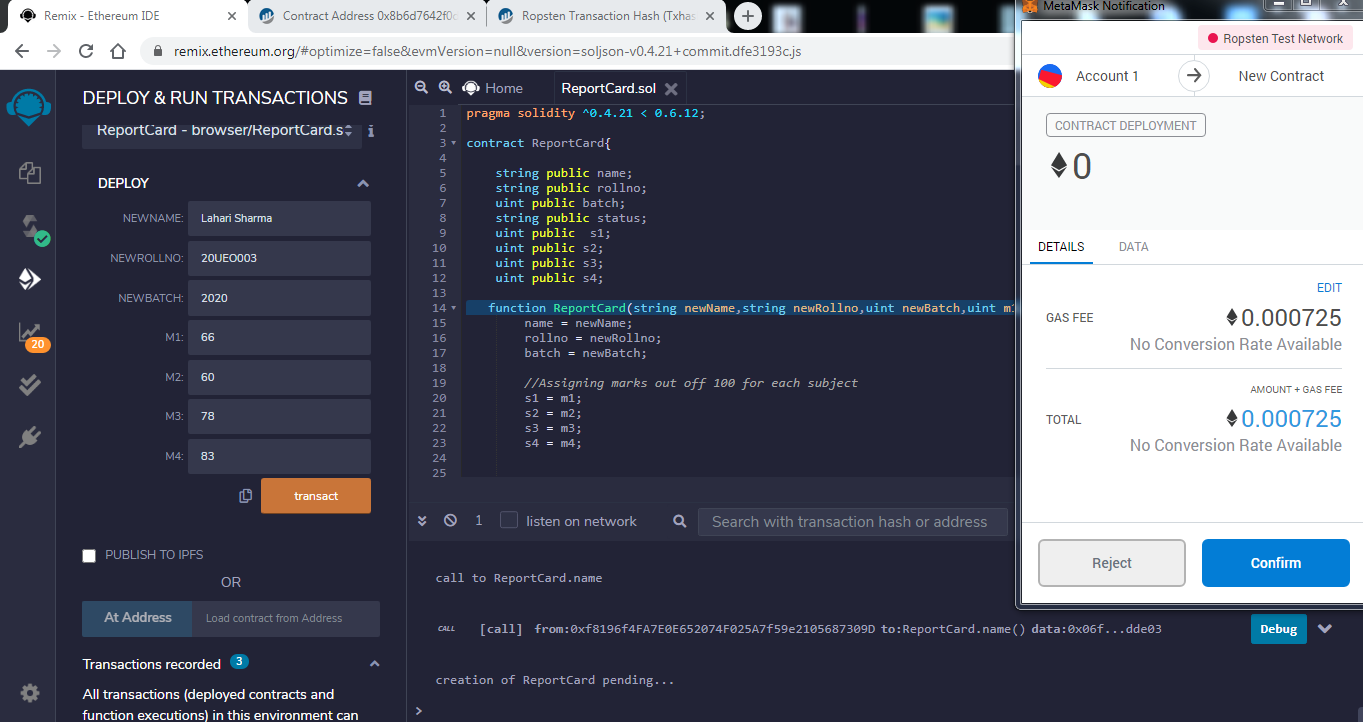 Remix - Ethereum IDE
Contract Address 0x8b6d7642f0
Ropsten Transaction Hash (Txhas
MetaMask Notification
remix.ethereum.org/#optimize=false&evmVersion=null&version=soljson-v0.4.21+commit.dfe3193c.js
DEPLOY & RUN TRANSACTIONS
ReportCard - browser/ReportCard.s
DEPLOY
NEWNAME: Lahari Sharma
NEWROLLNO: 20UEO003
NEWBATCH: 2020
M1: 66
M2: 60
M3: 78
M4: 83
transact
PUBLISH TO IPFS
OR
At Address Load contract from Address
Transactions recorded 3
All transactions (deployed contracts and
function executions) in this environment can
20
Home
ReportCard.sol
1 pragma solidity ^0.4.21 < 0.6.12;
2
3 contract ReportCard{
4
5 string public name;
6 string public rollno;
7 uint public batch;
8 string public status;
9 uint public  s1;
10 uint public s2;
11 uint public s3;
12 uint public s4;
13
14 function ReportCard(string newName,string newRollno,uint newBatch,uint m1
15 name = newName;
16 rollno = newRollno;
17 batch = newBatch;
18
19 //Assigning marks out off 100 for each subject
20 s1 = m1;
21 s2 = m2;
22 s3 = m3;
23 s4 = m4;
24
25
1 listen on network Search with transaction hash or address
call to ReportCard.name
CALL [call] from:0xf8196f4FA7E0E652074F025A7f59e2105687309D to:ReportCard.name() data:0x06f...dde03 Debug
creation of ReportCard pending...
>
Ropsten Test Network
Account 1 New Contract
CONTRACT DEPLOYMENT
0
DETAILS DATA
EDIT
GAS FEE 0.000725
No Conversion Rate Available
AMOUNT + GAS FEE
TOTAL 0.000725
No Conversion Rate Available
Reject Confirm